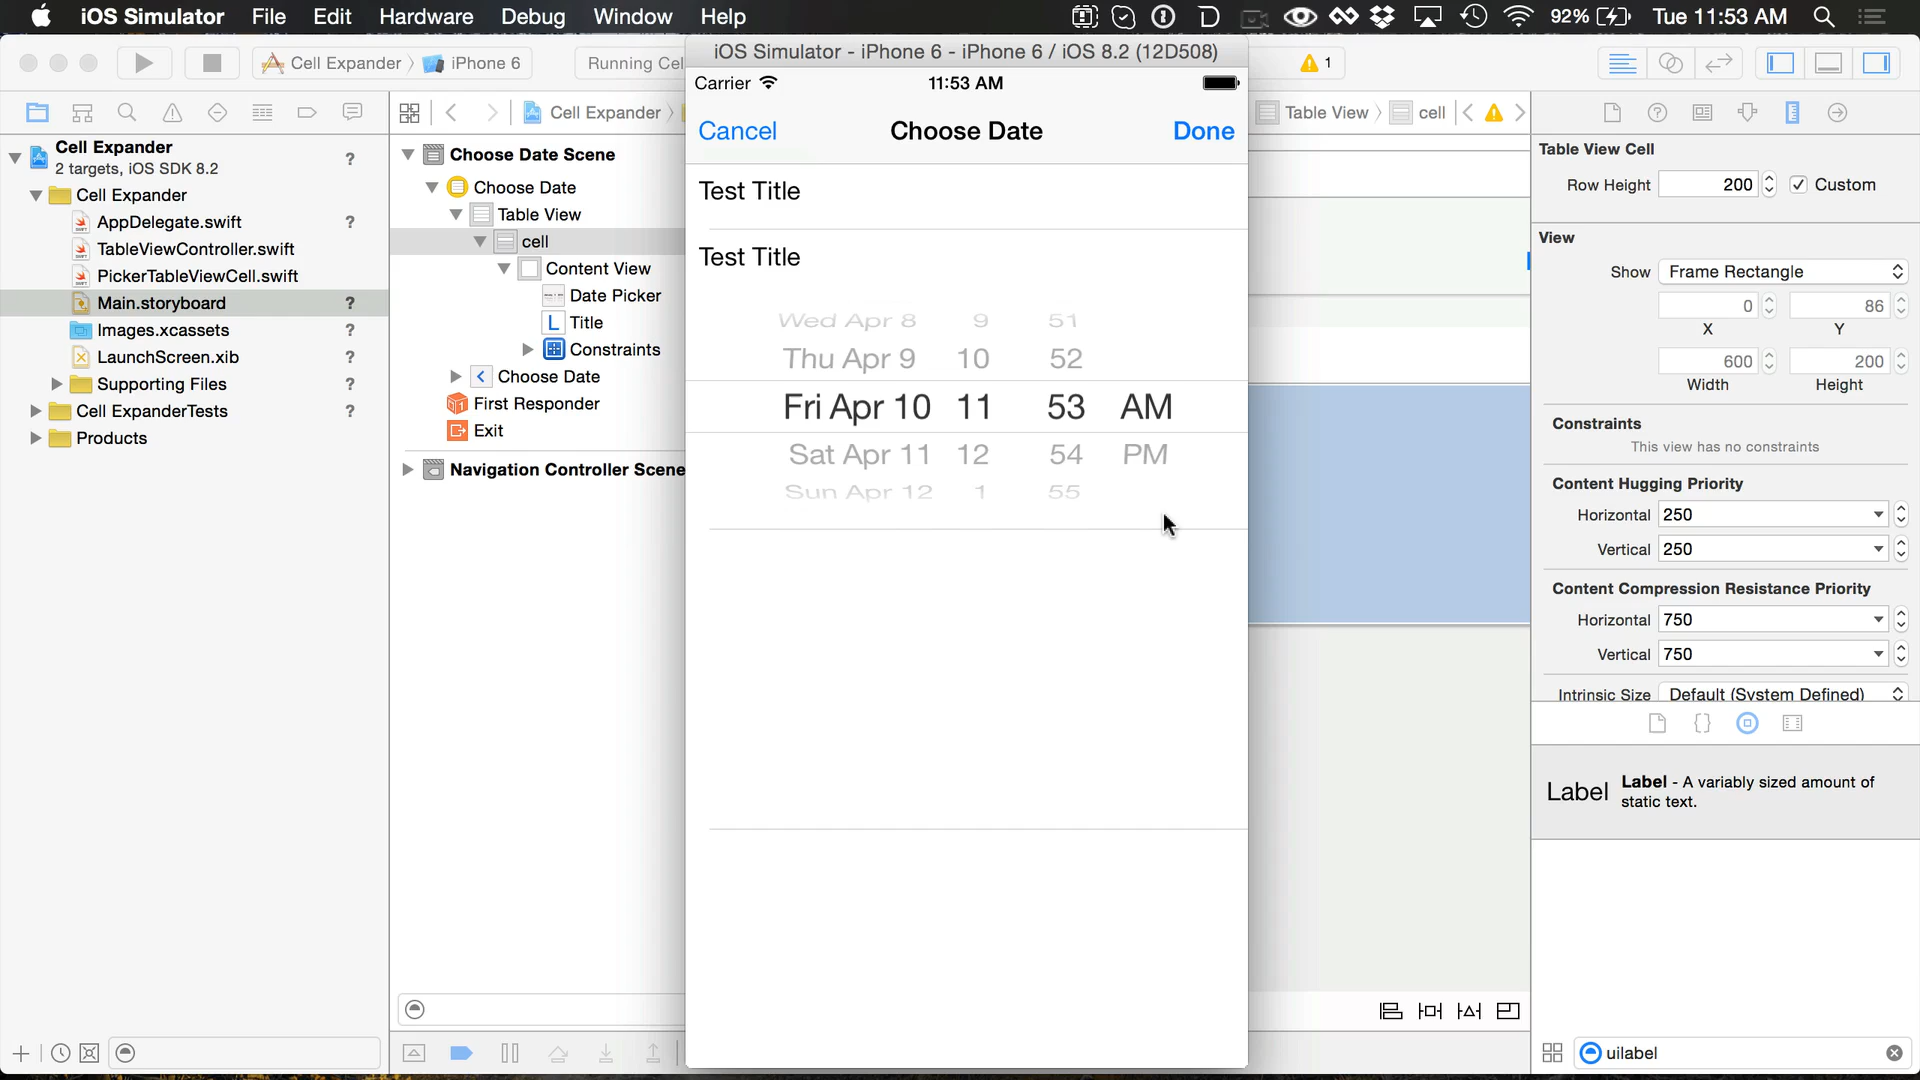 iOS Simulator File Edit Hardware Debug Window Help 92% Tue 11:53 AM
iOS Simulator - iPhone 6 - iPhone 6 / iOS 8.2 (12D508)
Cell Expander iPhone 6 Running Cel 1
Carrier 11:53 AM
Cell Expander Table View cell
Cancel Choose Date Done
Cell Expander
2 targets, iOS SDK 8.2 ?
Cell Expander
AppDelegate.swift ?
TableViewController.swift
PickerTableViewCell.swift
Main.storyboard ?
Images.xcassets ?
LaunchScreen.xib ?
Supporting Files ?
Cell ExpanderTests ?
Products
Choose Date Scene
Choose Date
Table View
cell
Content View
Date Picker
L Title
Constraints
Choose Date
First Responder
Exit
Navigation Controller Scene
Test Title
Test Title
Wed Apr 8 9 51
Thu Apr 9 10 52
Fri Apr 10 11 53 AM
Sat Apr 11 12 54 PM
Sun Apr 12 1 55
Table View Cell
Row Height 200 Custom
View
Show Frame Rectangle
0 86
X Y
600 200
Width Height
Constraints
This view has no constraints
Content Hugging Priority
Horizontal 250
Vertical 250
Content Compression Resistance Priority
Horizontal 750
Vertical 750
Intrinsic Size Default (System Defined)
Label Label - A variably sized amount of
static text.
uilabel